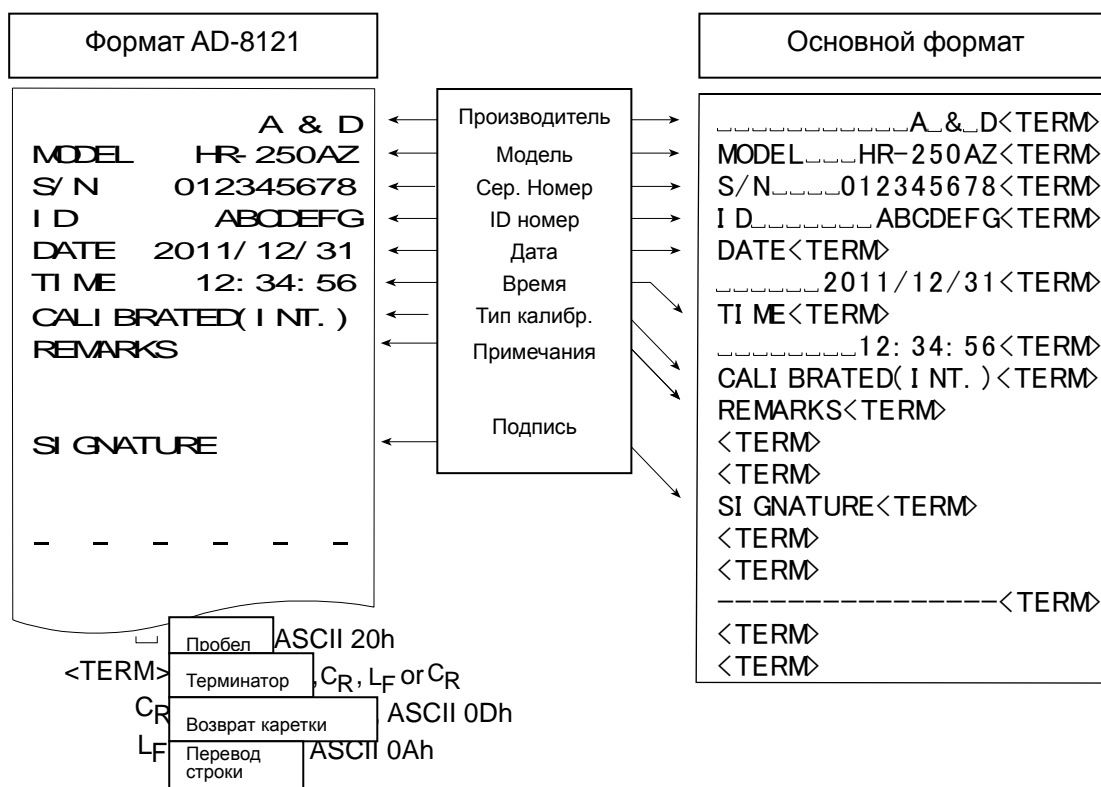 Формат AD-8121
A & D
MODEL HR-250AZ
S/N 012345678
ID ABCDEFG
DATE 2011/12/31
TIME 12:34:56
CALIBRATED(INT.)
REMARKS
SIGNATURE
- - - - - -
Производитель
Модель
Сер. Номер
ID номер
Дата
Время
Тип калибр.
Примечания
Подпись
Основной формат
␣␣␣␣␣␣␣␣␣␣␣␣␣A␣&␣D<TERM>
MODEL␣␣␣HR-250AZ<TERM>
S/N␣␣␣␣012345678<TERM>
ID␣␣␣␣␣␣␣ABCDEFG<TERM>
DATE<TERM>
␣␣␣␣␣␣2011/12/31<TERM>
TIME<TERM>
␣␣␣␣␣␣␣␣12:34:56<TERM>
CALIBRATED(INT.)<TERM>
REMARKS<TERM>
<TERM>
<TERM>
SIGNATURE<TERM>
<TERM>
<TERM>
----------------<TERM>
<TERM>
<TERM>
␣ Пробел ASCII 20h
<TERM> Терминатор ,CR, LF or CR
CR Возврат каретки , ASCII 0Dh
LF Перевод строки ASCII 0Ah